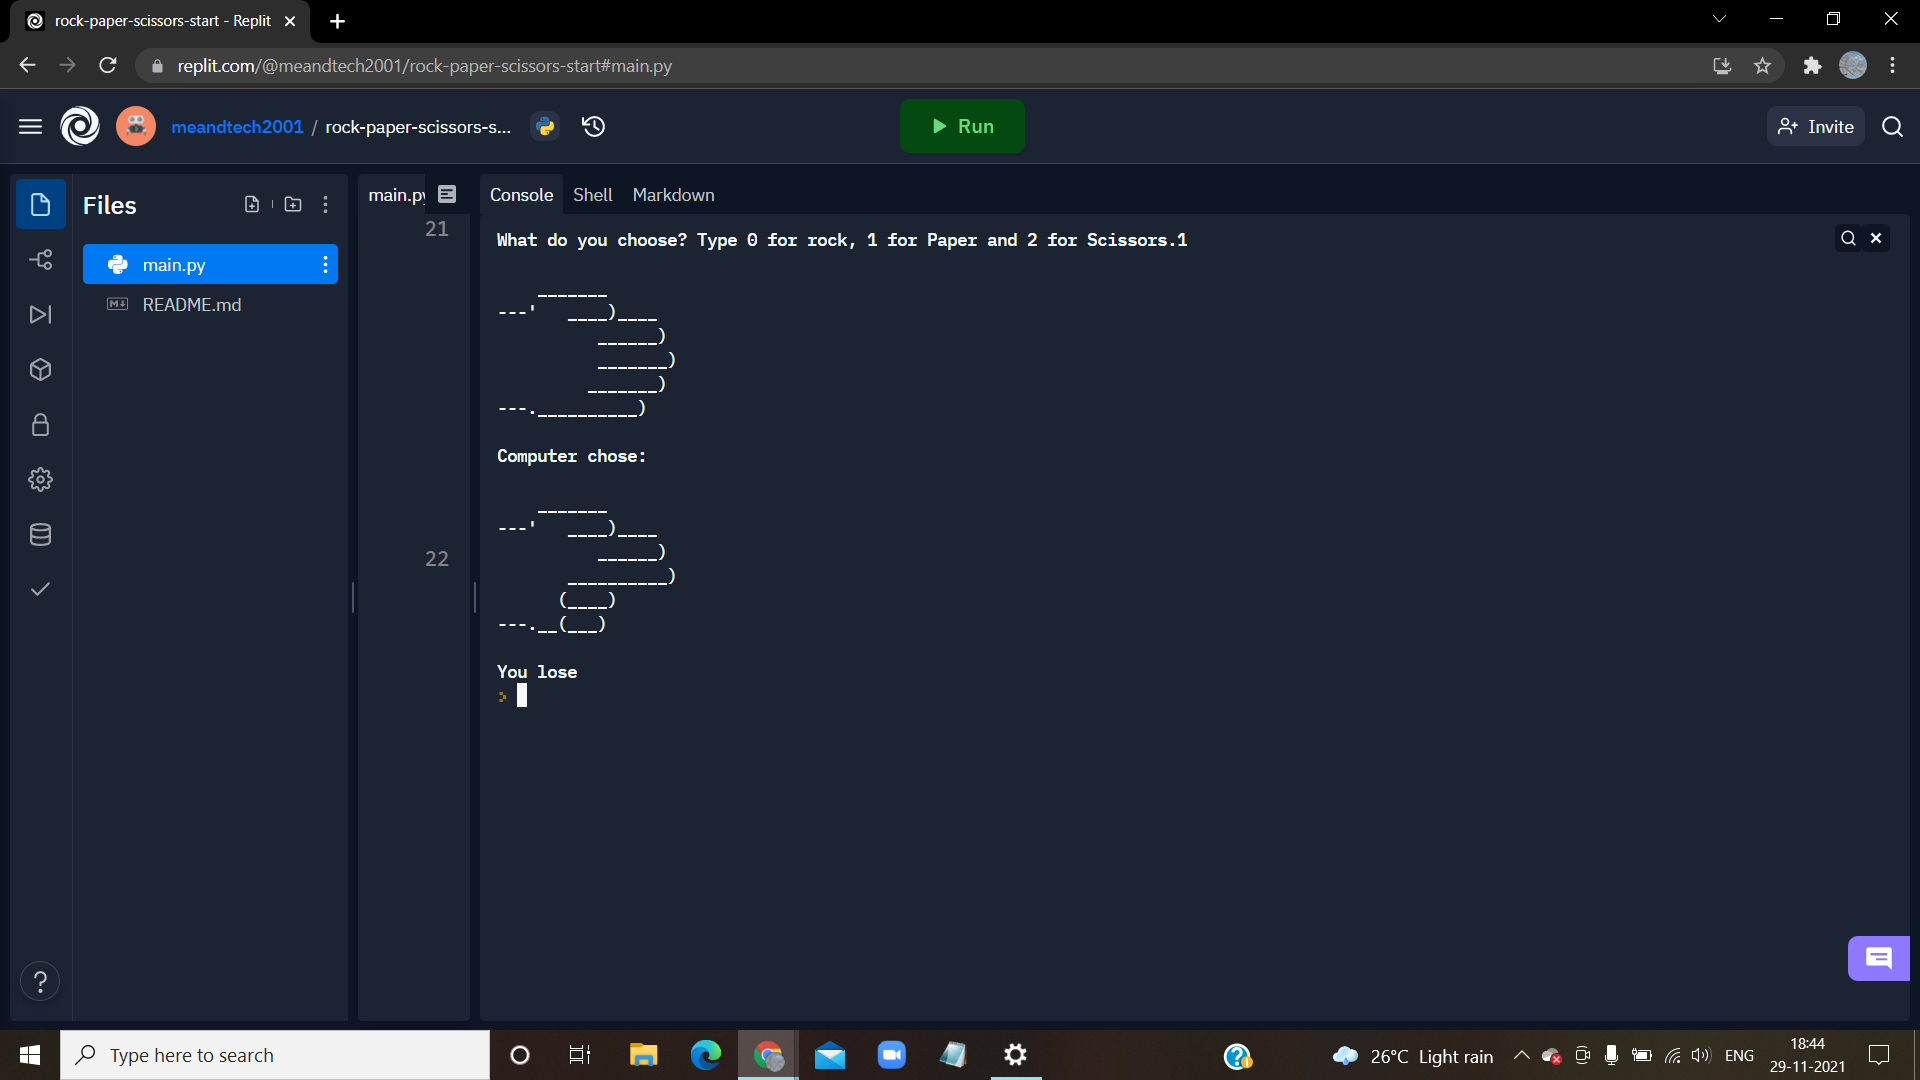 rock-paper-scissors-start - Replit
replit.com/@meandtech2001/rock-paper-scissors-start#main.py
meandtech2001 / rock-paper-scissors-s...
Run
Invite
Files
main.py
README.md
main.py
Console
Shell
Markdown
21
22
What do you choose? Type 0 for rock, 1 for Paper and 2 for Scissors.1
    _______
---'   ____)____
          ______)
          _______)
         _______)
---.__________)
Computer chose:
    _______
---'   ____)____
          ______)
       __________)
      (____)
---.__(___)
You lose
>
?
Type here to search
26°C Light rain
ENG
18:44
29-11-2021